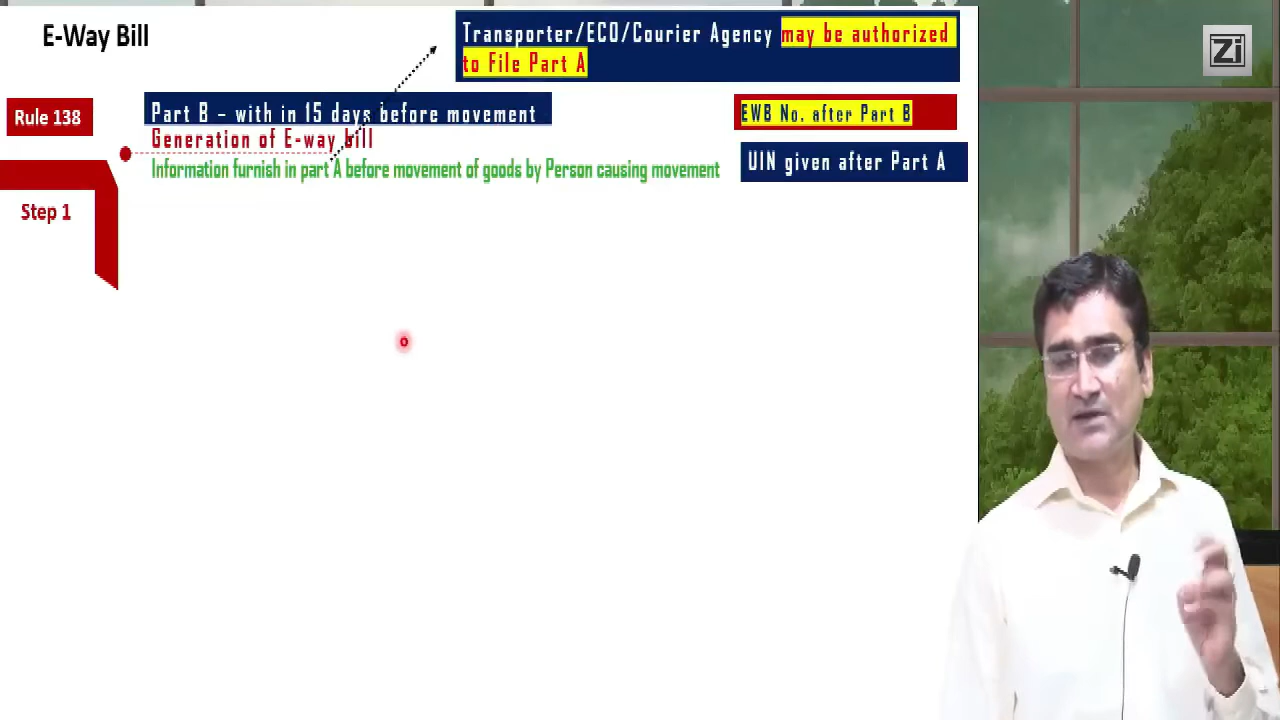 E-Way Bill
Transporter/ECO/Courier Agency may be authorized
to File Part A
Zi
Rule 138
Part B – with in 15 days before movement
EWB No. after Part B
Generation of E-way bill
Information furnish in part A before movement of goods by Person causing movement
UIN given after Part A
Step 1